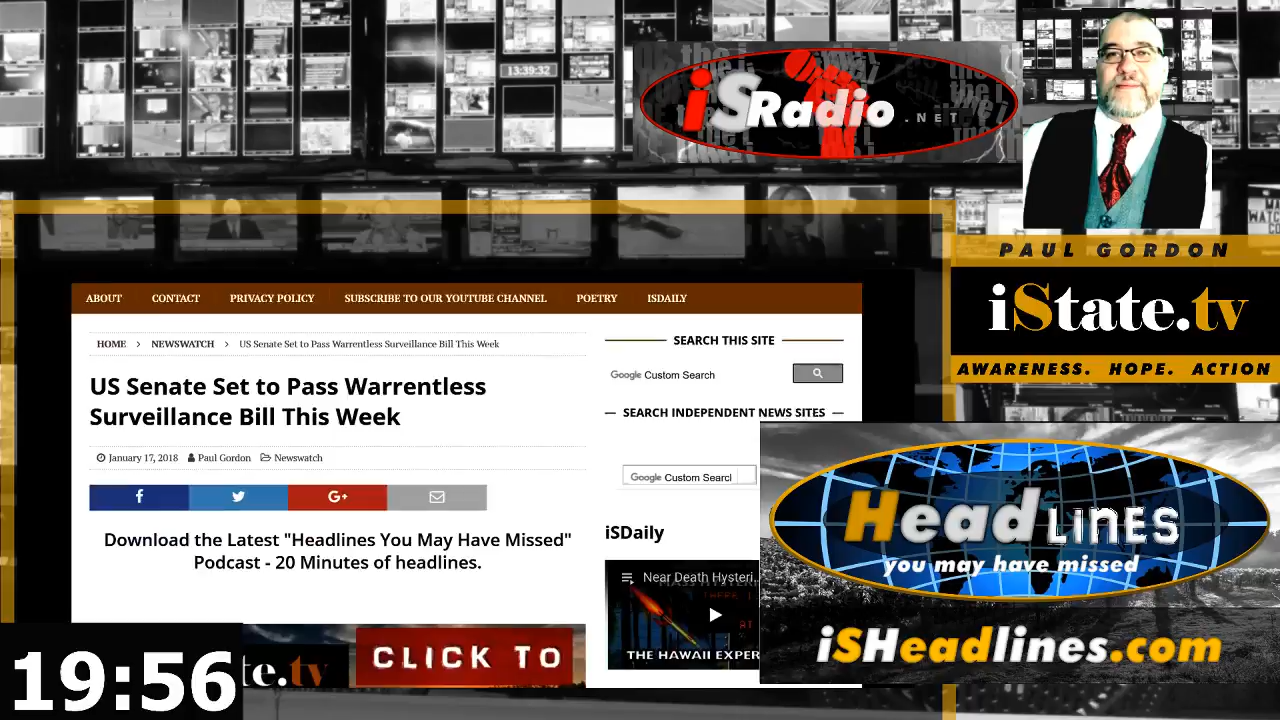 13:39:32
iSRadio
.NET
PAUL GORDON
iState.tv
AWARENESS. HOPE. ACTION
ABOUT CONTACT PRIVACY POLICY SUBSCRIBE TO OUR YOUTUBE CHANNEL POETRY ISDAILY
HOME > NEWSWATCH > US Senate Set to Pass Warrentless Surveillance Bill This Week
US Senate Set to Pass Warrentless
Surveillance Bill This Week
January 17, 2018 Paul Gordon Newswatch
f G+
Download the Latest "Headlines You May Have Missed"
Podcast - 20 Minutes of headlines.
te.tv
CLICK TO
SEARCH THIS SITE
Google Custom Search
SEARCH INDEPENDENT NEWS SITES
Google Custom Search
iSDaily
Near Death Hysteri...
THE HAWAII EXPER
HeadLINES
you may have missed
iSHeadlines.com
19:56